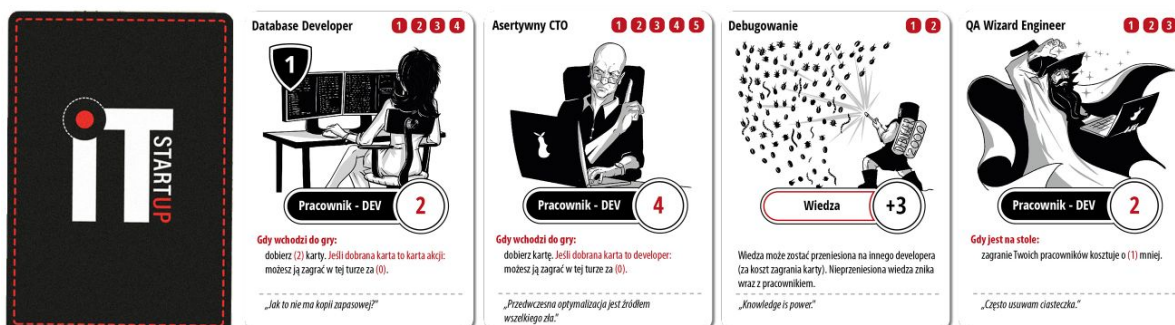 iT
STARTUP
Database Developer
1 2 3 4
1
Pracownik - DEV
2
Gdy wchodzi do gry:
dobierz (2) karty. Jeśli dobrana karta to karta akcji:
możesz ją zagrać w tej turze za (0).
„Jak to nie ma kopii zapasowej?”
Asertywny CTO
1 2 3 4 5
Pracownik - DEV
4
Gdy wchodzi do gry:
dobierz kartę. Jeśli dobrana karta to developer:
możesz ją zagrać w tej turze za (0).
„Przedwczesna optymalizacja jest źródłem
wszelkiego zła.”
Debugowanie
1 2
Wiedza
+3
Wiedza może zostać przeniesiona na innego developera
(za koszt zagrania karty). Nieprzeniesiona wiedza znika
wraz z pracownikiem.
„Knowledge is power.”
QA Wizard Engineer
1 2 3
Pracownik - DEV
2
Gdy jest na stole:
zagranie Twoich pracowników kosztuje o (1) mniej.
„Często usuwam ciasteczka.”